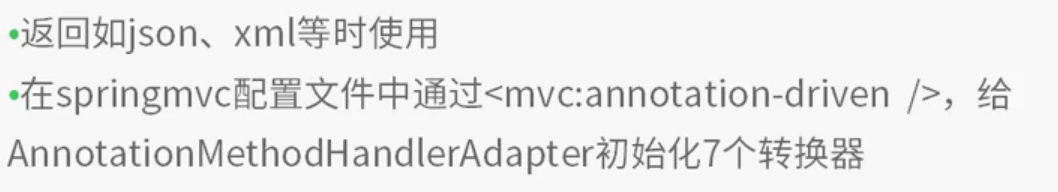 •返回如json、xml等时使用
•在springmvc配置文件中通过<mvc:annotation-driven />，给
AnnotationMethodHandlerAdapter初始化7个转换器